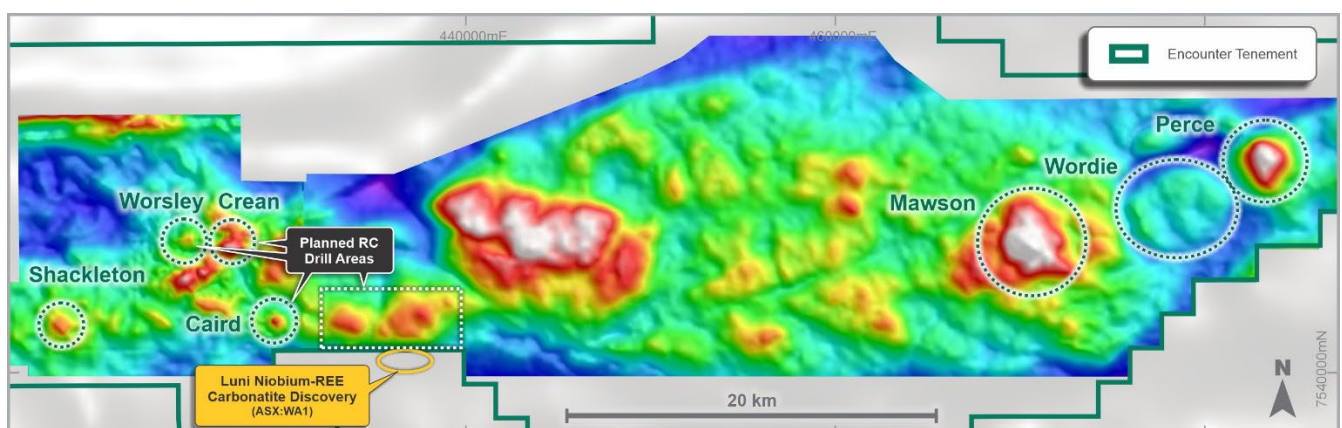 440000mE
460000mE
Encounter Tenement
Perce
Wordie
Worsley
Crean
Mawson
Planned RC
Drill Areas
Shackleton
Caird
Luni Niobium-REE
Carbonatite Discovery
(ASX:WA1)
20 km
N
7540000mN